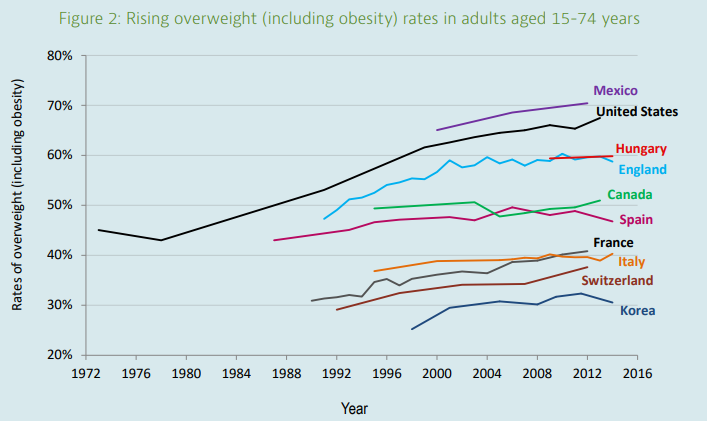 Figure 2: Rising overweight (including obesity) rates in adults aged 15-74 years
Rates of overweight (including obesity)
80%
70%
60%
50%
40%
30%
20%
Mexico
United States
Hungary
England
Canada
Spain
France
Italy
Switzerland
Korea
1972 1976 1980 1984 1988 1992 1996 2000 2004 2008 2012 2016
Year